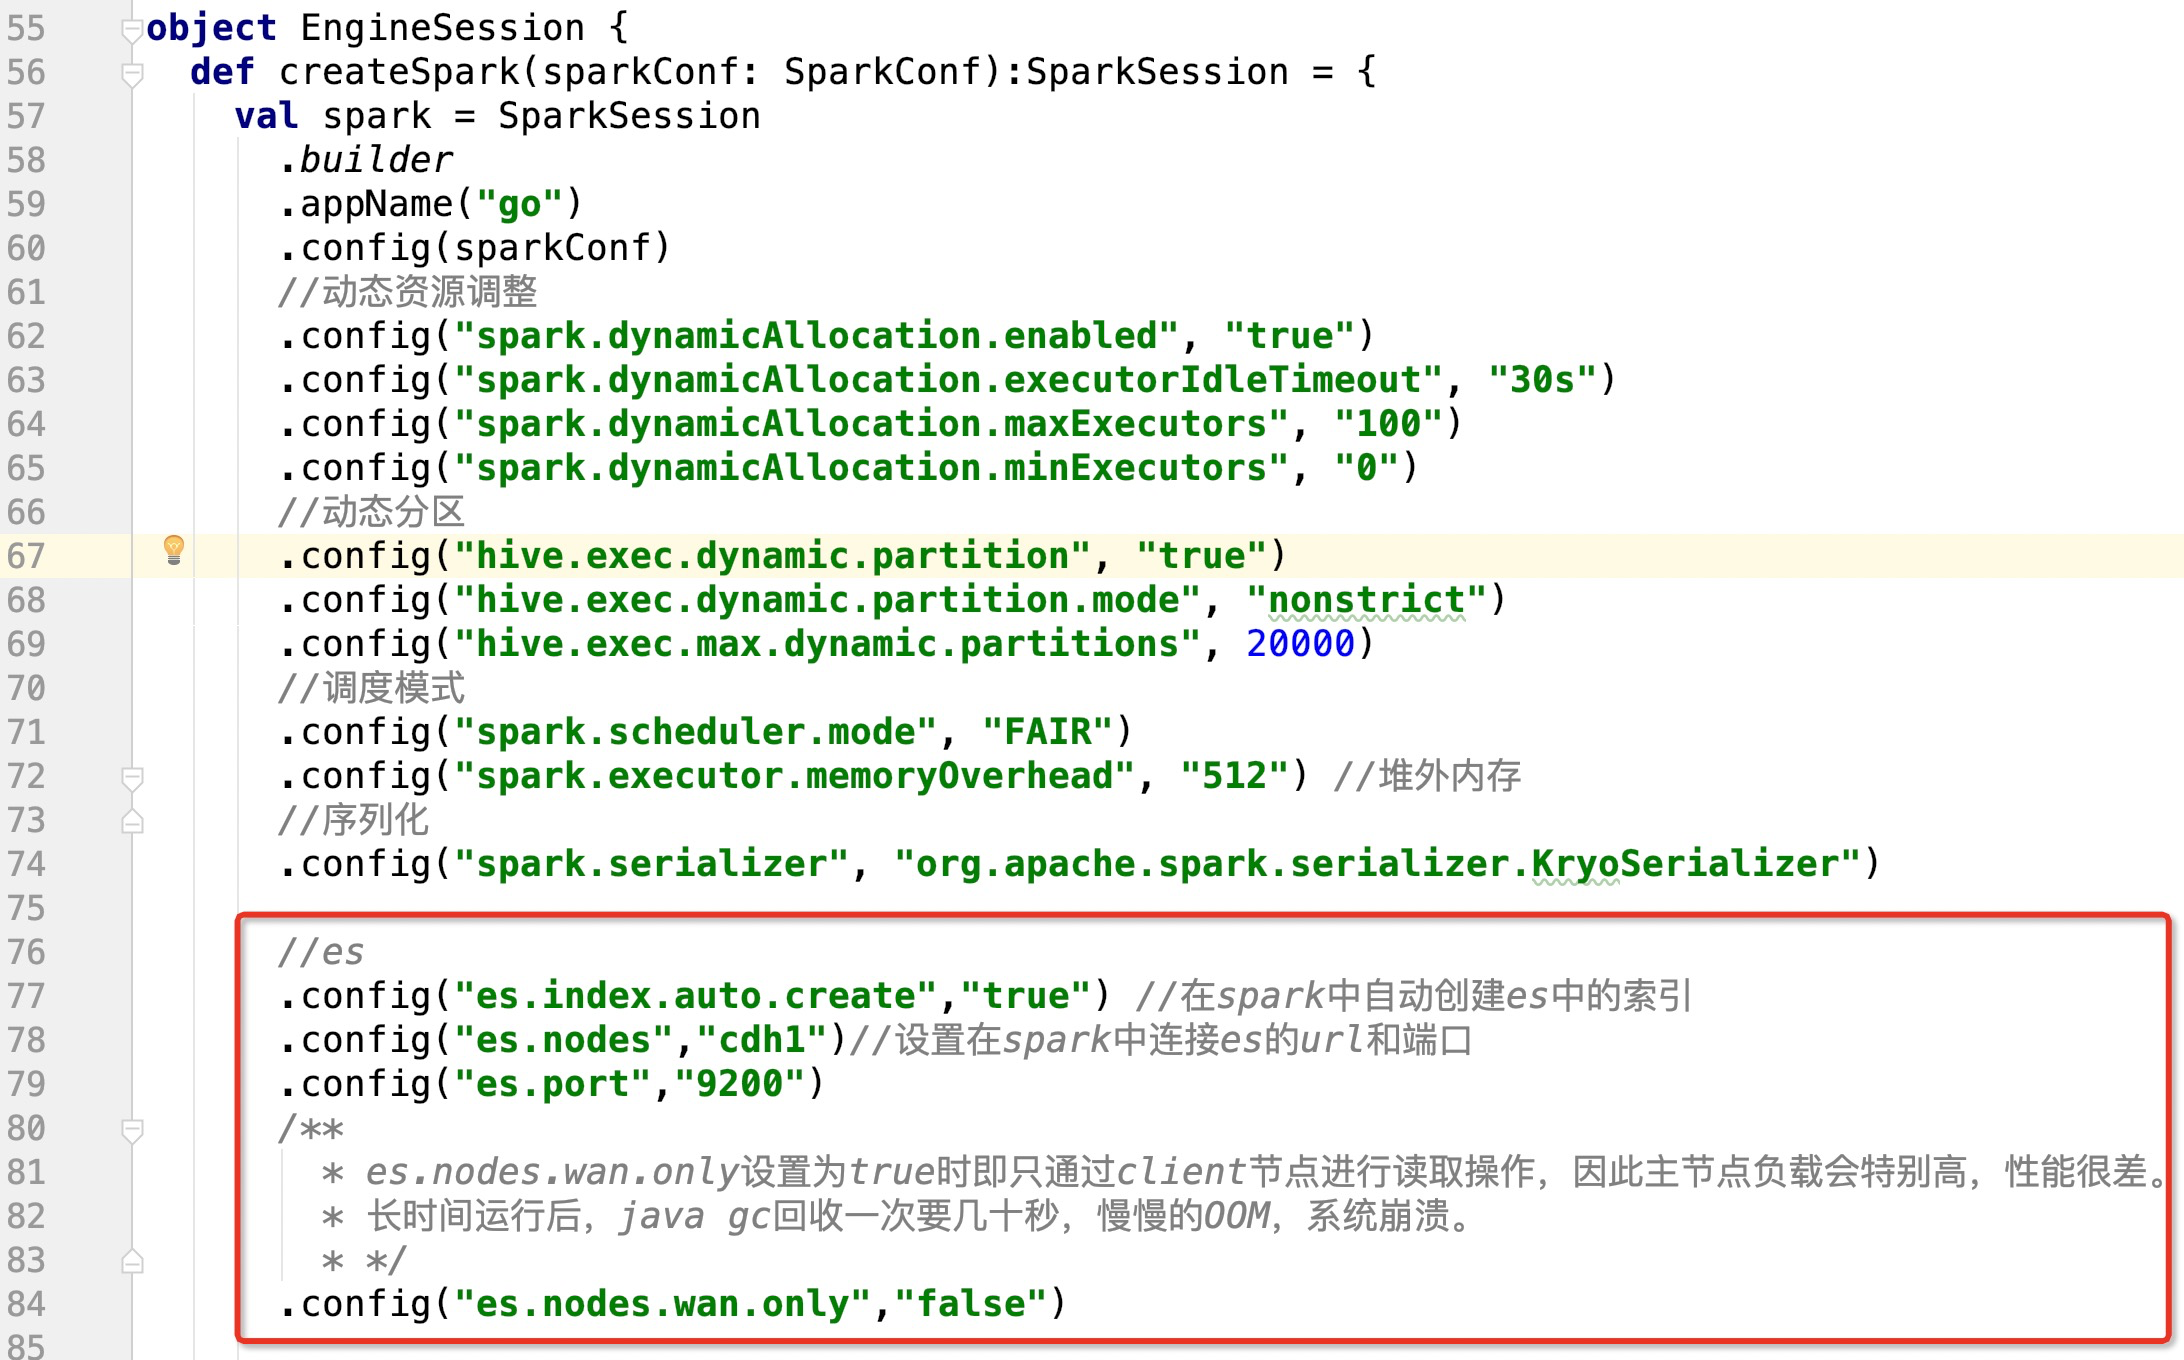 55 object EngineSession {
56 def createSpark(sparkConf: SparkConf):SparkSession = {
57 val spark = SparkSession
58 .builder
59 .appName("go")
60 .config(sparkConf)
61 //动态资源调整
62 .config("spark.dynamicAllocation.enabled", "true")
63 .config("spark.dynamicAllocation.executorIdleTimeout", "30s")
64 .config("spark.dynamicAllocation.maxExecutors", "100")
65 .config("spark.dynamicAllocation.minExecutors", "0")
66 //动态分区
67 .config("hive.exec.dynamic.partition", "true")
68 .config("hive.exec.dynamic.partition.mode", "nonstrict")
69 .config("hive.exec.max.dynamic.partitions", 20000)
70 //调度模式
71 .config("spark.scheduler.mode", "FAIR")
72 .config("spark.executor.memoryOverhead", "512") //堆外内存
73 //序列化
74 .config("spark.serializer", "org.apache.spark.serializer.KryoSerializer")
75
76 //es
77 .config("es.index.auto.create","true") //在spark中自动创建es中的索引
78 .config("es.nodes","cdh1")//设置在spark中连接es的url和端口
79 .config("es.port","9200")
80 /**
81 * es.nodes.wan.only设置为true时即只通过client节点进行读取操作，因此主节点负载会特别高，性能很差。
82 * 长时间运行后，java gc回收一次要几十秒，慢慢的OOM，系统崩溃。
83 * */
84 .config("es.nodes.wan.only","false")
85